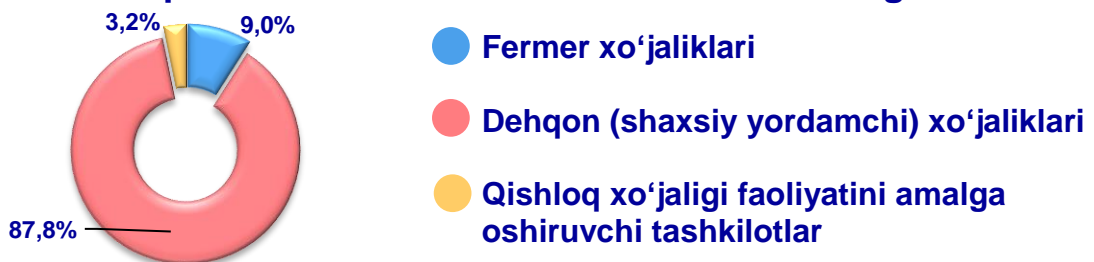 3,2%
9,0%
Fermer xo‘jaliklari
Dehqon (shaxsiy yordamchi) xo‘jaliklari
Qishloq xo‘jaligi faoliyatini amalga
oshiruvchi tashkilotlar
87,8%